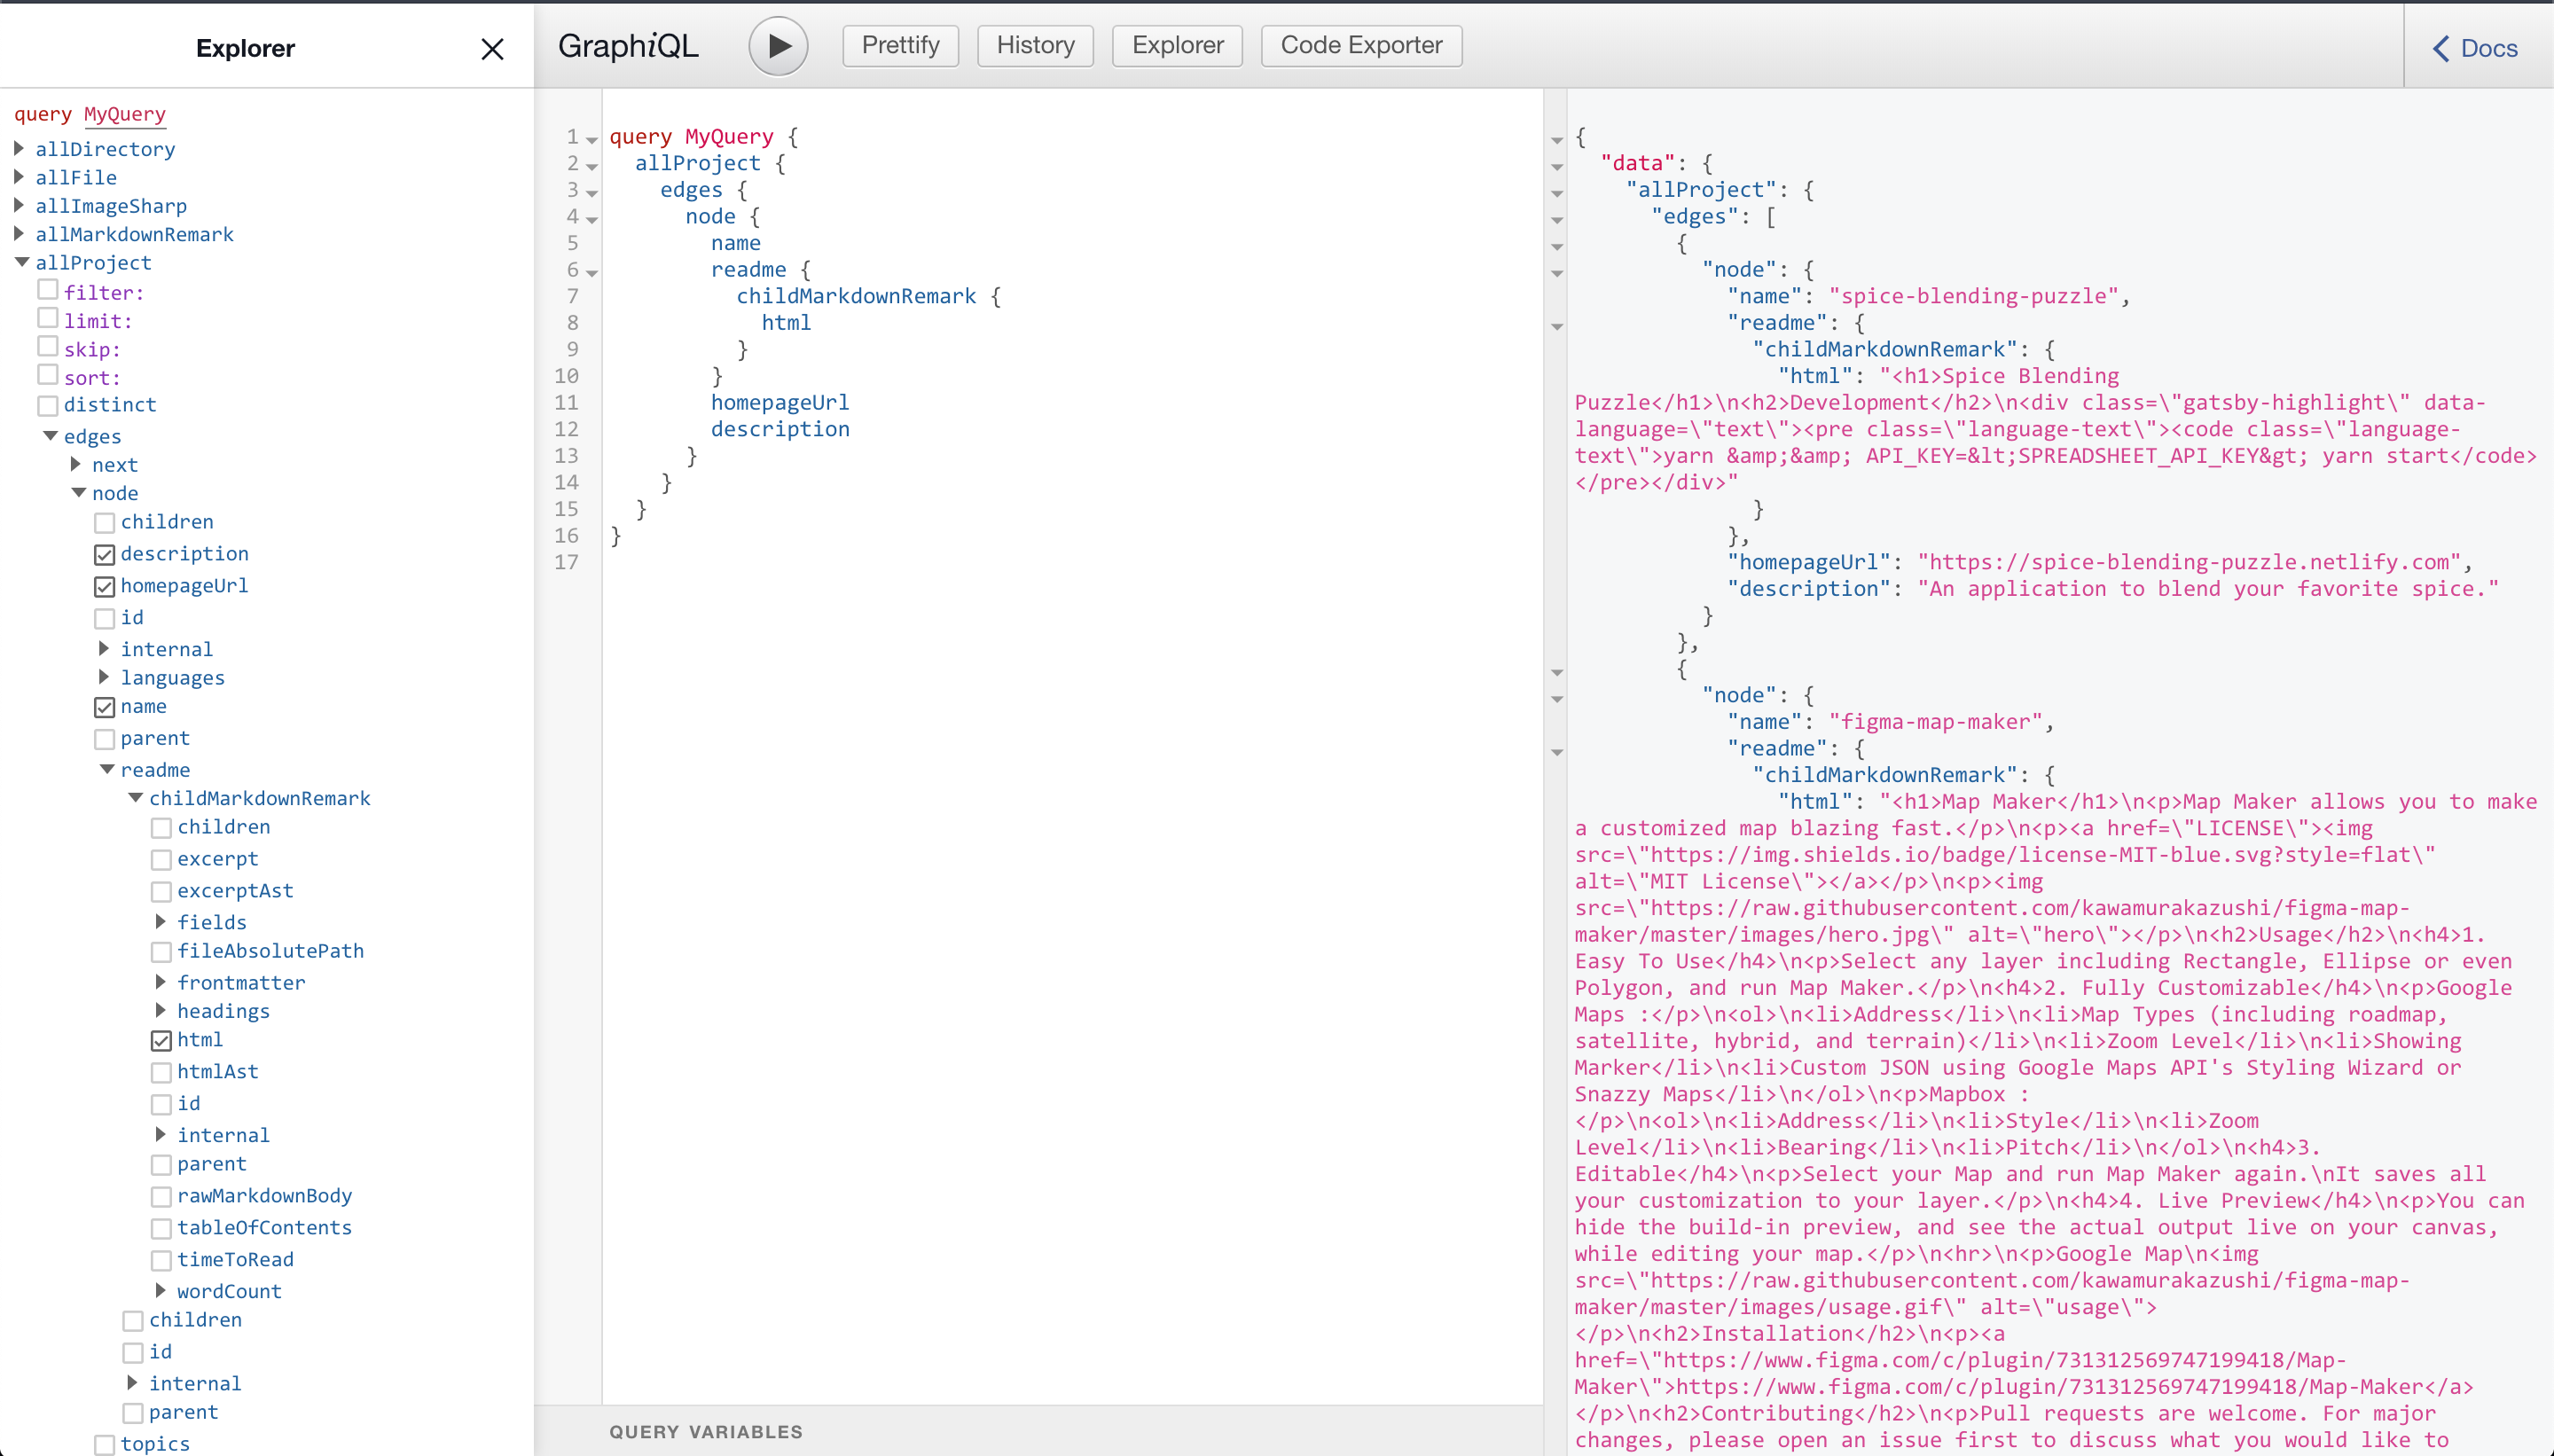 Explorer
query MyQuery
allDirectory
allFile
allImageSharp
allMarkdownRemark
allProject
filter:
limit:
skip:
sort:
distinct
edges
next
node
children
description
homepageUrl
id
internal
languages
name
parent
readme
childMarkdownRemark
children
excerpt
excerptAst
fields
fileAbsolutePath
frontmatter
headings
html
htmlAst
id
internal
parent
rawMarkdownBody
tableOfContents
timeToRead
wordCount
children
id
internal
parent
topics
GraphiQL
Prettify
History
Explorer
Code Exporter
Docs
1 query MyQuery {
2 allProject {
3 edges {
4 node {
5 name
6 readme {
7 childMarkdownRemark {
8 html
9 }
10 }
11 homepageUrl
12 description
13 }
14 }
15 }
16 }
17
QUERY VARIABLES
{
"data": {
"allProject": {
"edges": [
{
"node": {
"name": "spice-blending-puzzle",
"readme": {
"childMarkdownRemark": {
"html": "<h1>Spice Blending
Puzzle</h1>\n<h2>Development</h2>\n<div class=\"gatsby-highlight\" data-
language=\"text\"><pre class=\"language-text\"><code class=\"language-
text\">yarn &amp;&amp; API_KEY=&lt;SPREADSHEET_API_KEY&gt; yarn start</code>
</pre></div>"
}
},
"homepageUrl": "https://spice-blending-puzzle.netlify.com",
"description": "An application to blend your favorite spice."
}
},
{
"node": {
"name": "figma-map-maker",
"readme": {
"childMarkdownRemark": {
"html": "<h1>Map Maker</h1>\n<p>Map Maker allows you to make
a customized map blazing fast.</p>\n<p><a href=\"LICENSE\"><img
src=\"https://img.shields.io/badge/license-MIT-blue.svg?style=flat\"
alt=\"MIT License\"></a></p>\n<p><img
src=\"https://raw.githubusercontent.com/kawamurakazushi/figma-map-
maker/master/images/hero.jpg\" alt=\"hero\"></p>\n<h2>Usage</h2>\n<h4>1.
Easy To Use</h4>\n<p>Select any layer including Rectangle, Ellipse or even
Polygon, and run Map Maker.</p>\n<h4>2. Fully Customizable</h4>\n<p>Google
Maps :</p>\n<ol>\n<li>Address</li>\n<li>Map Types (including roadmap,
satellite, hybrid, and terrain)</li>\n<li>Zoom Level</li>\n<li>Showing
Marker</li>\n<li>Custom JSON using Google Maps API's Styling Wizard or
Snazzy Maps</li>\n</ol>\n<p>Mapbox :
</p>\n<ol>\n<li>Address</li>\n<li>Style</li>\n<li>Zoom
Level</li>\n<li>Bearing</li>\n<li>Pitch</li>\n</ol>\n<h4>3.
Editable</h4>\n<p>Select your Map and run Map Maker again.\nIt saves all
your customization to your layer.</p>\n<h4>4. Live Preview</h4>\n<p>You can
hide the build-in preview, and see the actual output live on your canvas,
while editing your map.</p>\n<hr>\n<p>Google Map\n<img
src=\"https://raw.githubusercontent.com/kawamurakazushi/figma-map-
maker/master/images/usage.gif\" alt=\"usage\">
</p>\n<h2>Installation</h2>\n<p><a
href=\"https://www.figma.com/c/plugin/731312569747199418/Map-
Maker\">https://www.figma.com/c/plugin/731312569747199418/Map-Maker</a>
</p>\n<h2>Contributing</h2>\n<p>Pull requests are welcome. For major
changes, please open an issue first to discuss what you would like to